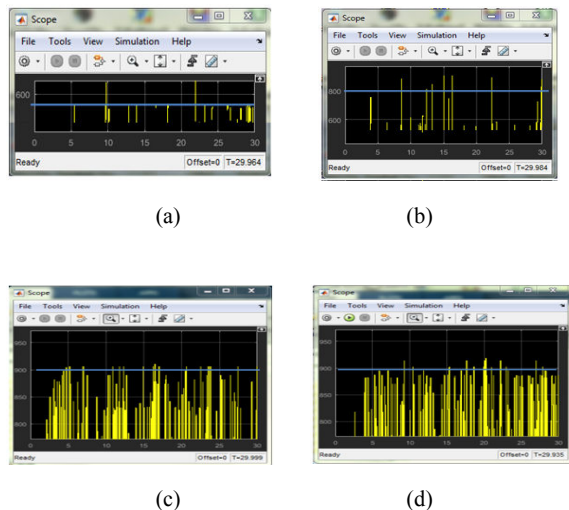 Scope
File Tools View Simulation Help
600
0 5 10 15 20 25 30
Ready Offset=0 T=29.964
(a)
Scope
File Tools View Simulation Help
800
600
0 5 10 15 20 25 30
Ready Offset=0 T=29.984
(b)
Scope
File Tools View Simulation Help
950
900
850
800
0 5 10 15 20 25 30
Ready Offset=0 T=29.999
(c)
Scope
File Tools View Simulation Help
950
900
850
800
0 5 10 15 20 25 30
Ready Offset=0 T=29.935
(d)